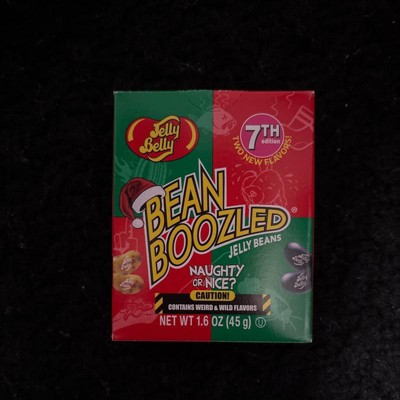 Jelly
Belly
7TH
edition
TWO NEW FLAVORS!
BEAN
BOOZLED®
JELLY BEANS
NAUGHTY
OR NICE?
CAUTION!
CONTAINS WEIRD & WILD FLAVORS
NET WT 1.6 OZ (45 g) U